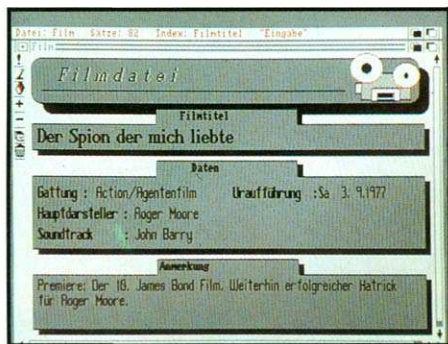 Datei: Film Sätze: 82 Index: Filmtitel "Eingabe"
Film
Filmdatei
Filmtitel
Der Spion der mich liebte
Daten
Gattung : Action/Agentenfilm Uraufführung :Sa 3. 9.1977
Hauptdarsteller : Roger Moore
Soundtrack : John Barry
Anmerkung
Premiere: Der 10. James Bond Film. Weiterhin erfolgreicher Hatrick
für Roger Moore.